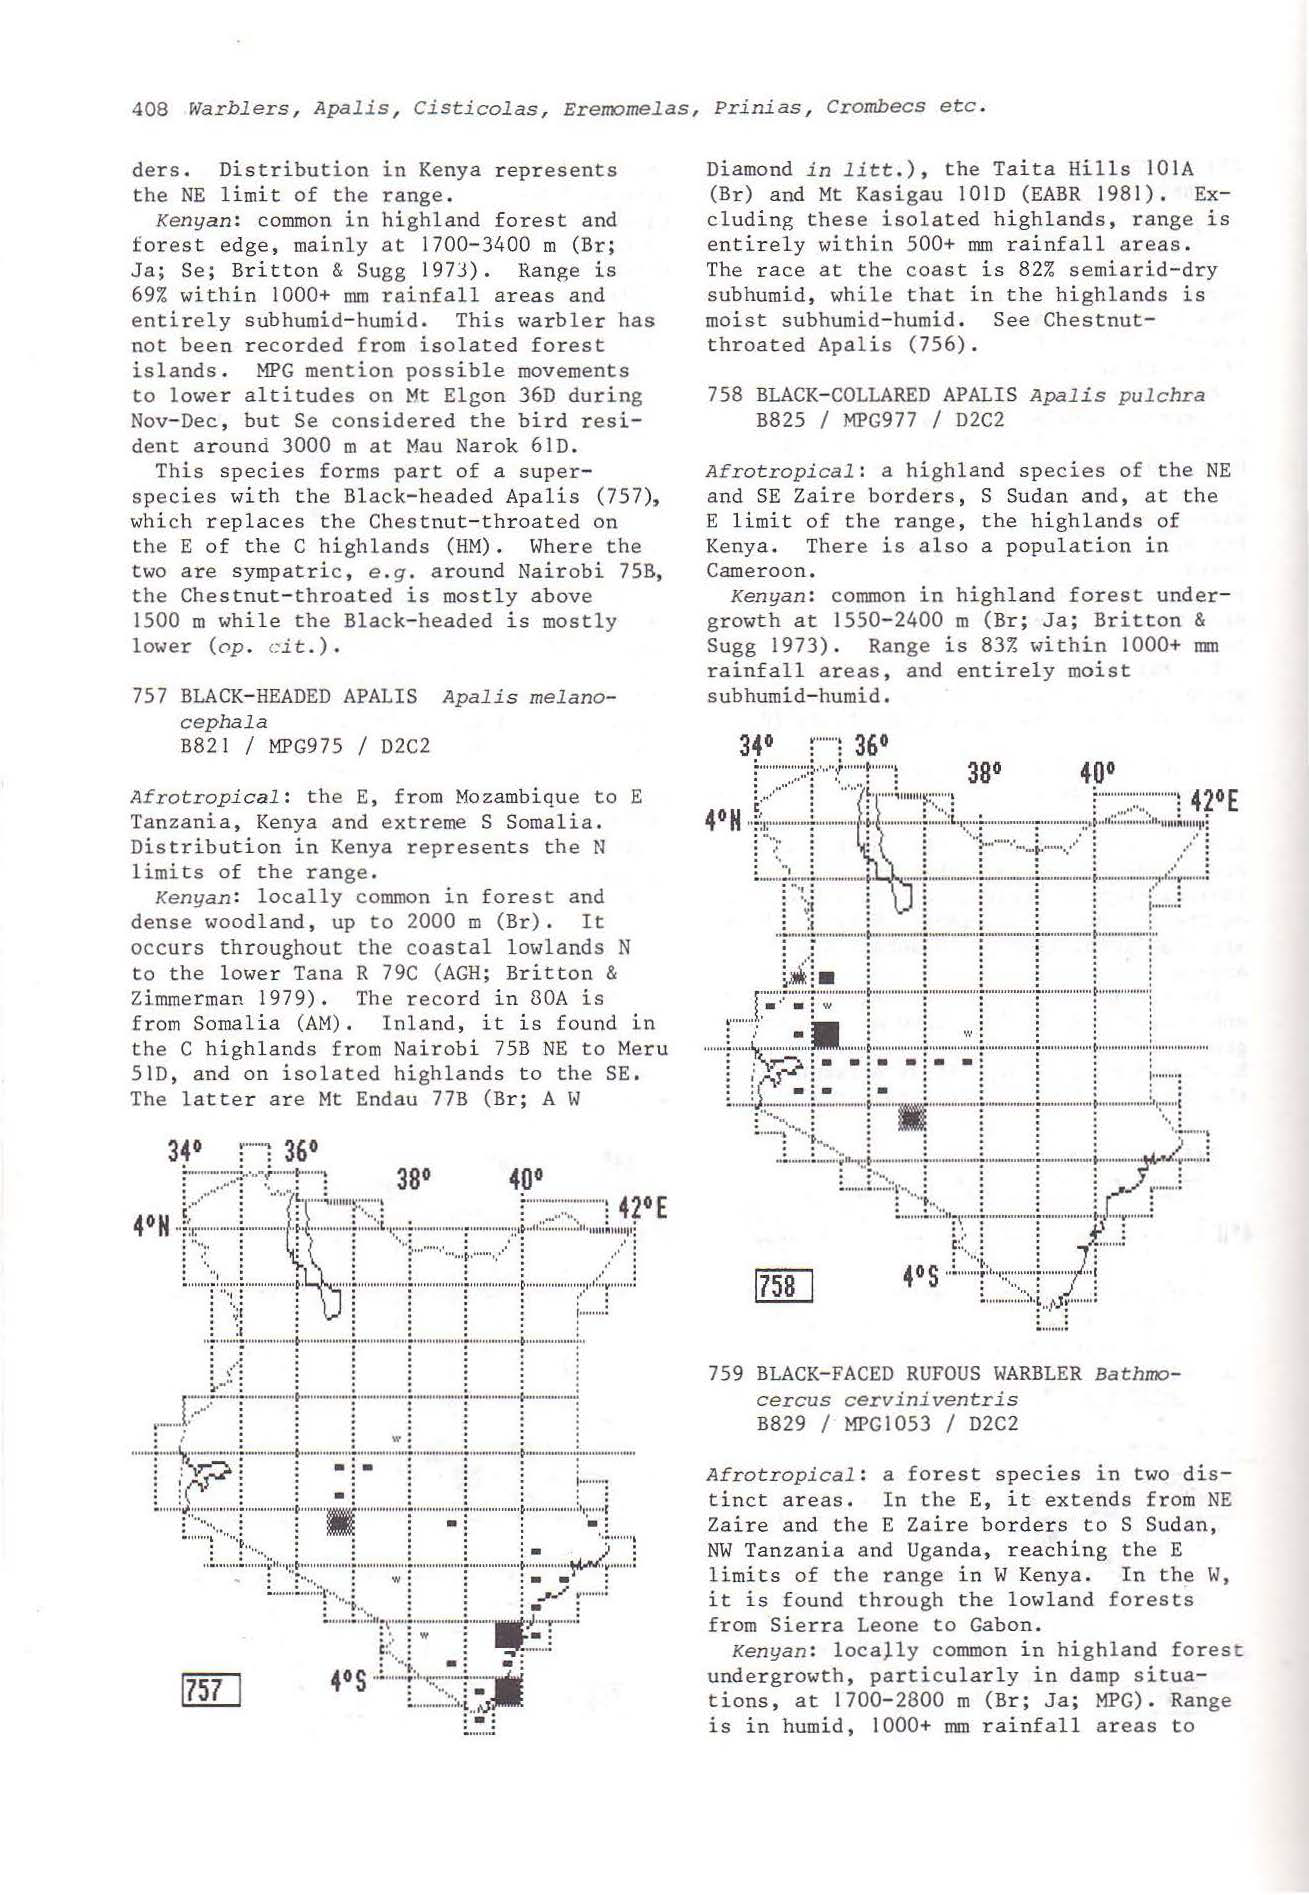 408 Warblers, Apalis, Cisticolas, Eremomelas, Prinias, Crombecs etc.
ders. Distribution in Kenya represents
the NE limit of the range.
Kenyan: common in highland forest and
forest edge, mainly at 1700-3400 m (Br;
Ja; Se; Britton & Sugg 1973). Range is
69% within 1000+ mm rainfall areas and
entirely subhumid-humid. This warbler has
not been recorded from isolated forest
islands. MPG mention possible movements
to lower altitudes on Mt Elgon 36D during
Nov-Dec, but Se considered the bird resi-
dent around 3000 m at Mau Narok 61D.
This species forms part of a super-
species with the Black-headed Apalis (757),
which replaces the Chestnut-throated on
the E of the C highlands (HM). Where the
two are sympatric, e.g. around Nairobi 75B,
the Chestnut-throated is mostly above
1500 m while the Black-headed is mostly
lower (op. cit.).
757 BLACK-HEADED APALIS Apalis melano-
cephala
B821 / MPG975 / D2C2
Afrotropical: the E, from Mozambique to E
Tanzania, Kenya and extreme S Somalia.
Distribution in Kenya represents the N
limits of the range.
Kenyan: locally common in forest and
dense woodland, up to 2000 m (Br). It
occurs throughout the coastal lowlands N
to the lower Tana R 79C (AGH; Britton &
Zimmerman 1979). The record in 80A is
from Somalia (AM). Inland, it is found in
the C highlands from Nairobi 75B NE to Meru
51D, and on isolated highlands to the SE.
The latter are Mt Endau 77B (Br; A W
34° 36°
38° 40°
42°E
4°N
w
w
w
4°S
757
Diamond in litt.), the Taita Hills 101A
(Br) and Mt Kasigau 101D (EABR 1981). Ex-
cluding these isolated highlands, range is
entirely within 500+ mm rainfall areas.
The race at the coast is 82% semiarid-dry
subhumid, while that in the highlands is
moist subhumid-humid. See Chestnut-
throated Apalis (756).
758 BLACK-COLLARED APALIS Apalis pulchra
B825 / MPG977 / D2C2
Afrotropical: a highland species of the NE
and SE Zaire borders, S Sudan and, at the
E limit of the range, the highlands of
Kenya. There is also a population in
Cameroon.
Kenyan: common in highland forest under-
growth at 1550-2400 m (Br; Ja; Britton &
Sugg 1973). Range is 83% within 1000+ mm
rainfall areas, and entirely moist
subhumid-humid.
34° 36°
38° 40°
42°E
4°N
w
w
4°S
758
759 BLACK-FACED RUFOUS WARBLER Bathmo-
cercus cerviniventris
B829 / MPG1053 / D2C2
Afrotropical: a forest species in two dis-
tinct areas. In the E, it extends from NE
Zaire and the E Zaire borders to S Sudan,
NW Tanzania and Uganda, reaching the E
limits of the range in W Kenya. In the W,
it is found through the lowland forests
from Sierra Leone to Gabon.
Kenyan: locally common in highland forest
undergrowth, particularly in damp situa-
tions, at 1700-2800 m (Br; Ja; MPG). Range
is in humid, 1000+ mm rainfall areas to